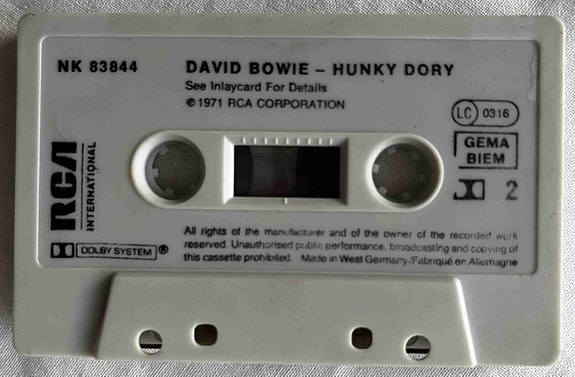 NK 83844
DAVID BOWIE – HUNKY DORY
See Inlaycard For Details
℗ 1971 RCA CORPORATION
LC 0316
GEMA
BIEM
2
RCA
INTERNATIONAL
DOLBY SYSTEM ®
All rights of the manufacturer and of the owner of the recorded work
reserved. Unauthorised public performance, broadcasting and copying of
this cassette prohibited. Made in West Germany/Fabriqué en Allemagne